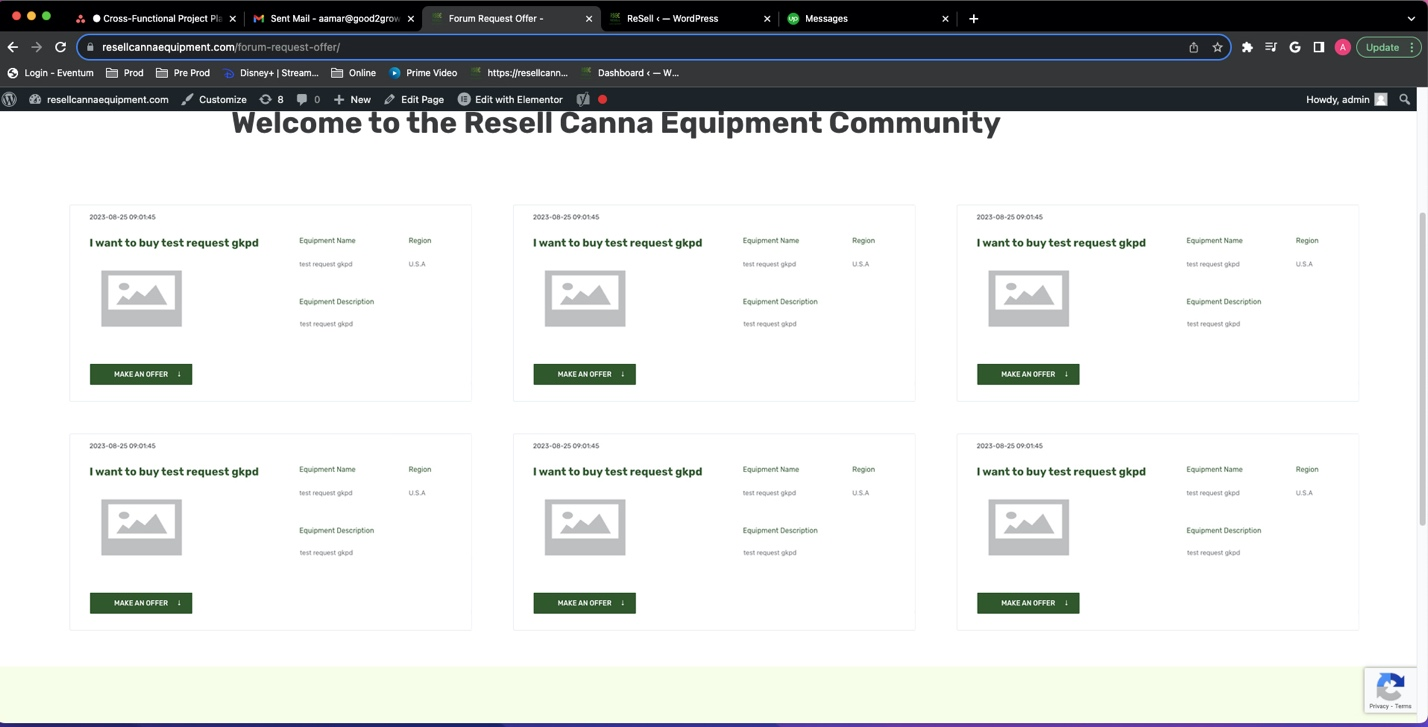 Cross-Functional Project Pla
Sent Mail - aamar@good2grow
Forum Request Offer -
ReSell ‹ — WordPress
Messages
resellcannaequipment.com/forum-request-offer/
A
Update
Login - Eventum
Prod
Pre Prod
Disney+ | Stream...
Online
Prime Video
https://resellcann...
Dashboard ‹ — W...
resellcannaequipment.com
Customize
8
0
New
Edit Page
Edit with Elementor
Howdy, admin
Welcome to the Resell Canna Equipment Community
2023-08-25 09:01:45
I want to buy test request gkpd
Equipment Name
Region
test request gkpd
U.S.A
Equipment Description
test request gkpd
MAKE AN OFFER ↓
2023-08-25 09:01:45
I want to buy test request gkpd
Equipment Name
Region
test request gkpd
U.S.A
Equipment Description
test request gkpd
MAKE AN OFFER ↓
2023-08-25 09:01:45
I want to buy test request gkpd
Equipment Name
Region
test request gkpd
U.S.A
Equipment Description
test request gkpd
MAKE AN OFFER ↓
2023-08-25 09:01:45
I want to buy test request gkpd
Equipment Name
Region
test request gkpd
U.S.A
Equipment Description
test request gkpd
MAKE AN OFFER ↓
2023-08-25 09:01:45
I want to buy test request gkpd
Equipment Name
Region
test request gkpd
U.S.A
Equipment Description
test request gkpd
MAKE AN OFFER ↓
2023-08-25 09:01:45
I want to buy test request gkpd
Equipment Name
Region
test request gkpd
U.S.A
Equipment Description
test request gkpd
MAKE AN OFFER ↓
Privacy - Terms